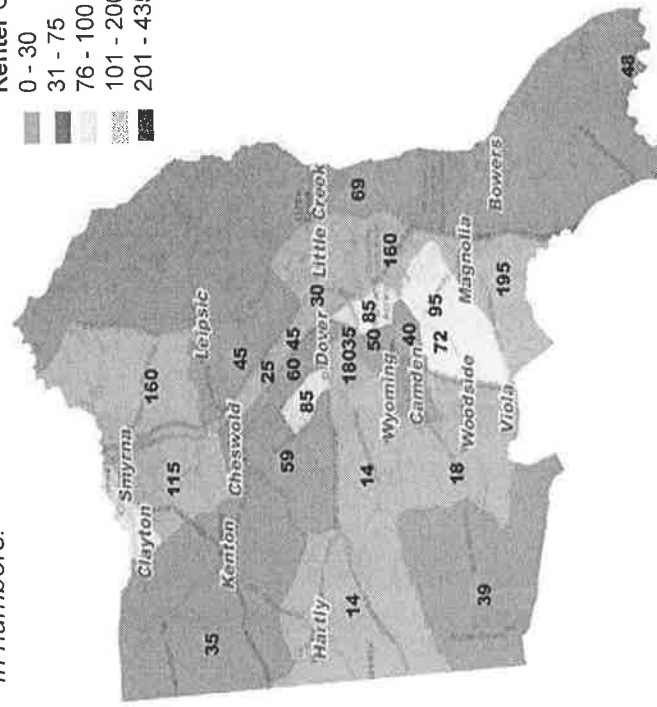 in numbers.
Renter
0 - 30
31 - 75
76 - 100
101 - 200
201 - 435
Smyrna
Clayton
160
115
Leipsic
Cheswold
Kenton
35
45
25
60 45
59
85
Dover
30
Little Creek
69
18035
85
50
160
Hartly
14
14
Wyoming
Camden
40
95
72
Magnolia
Woodside
18
Viola
195
Bowers
48
39